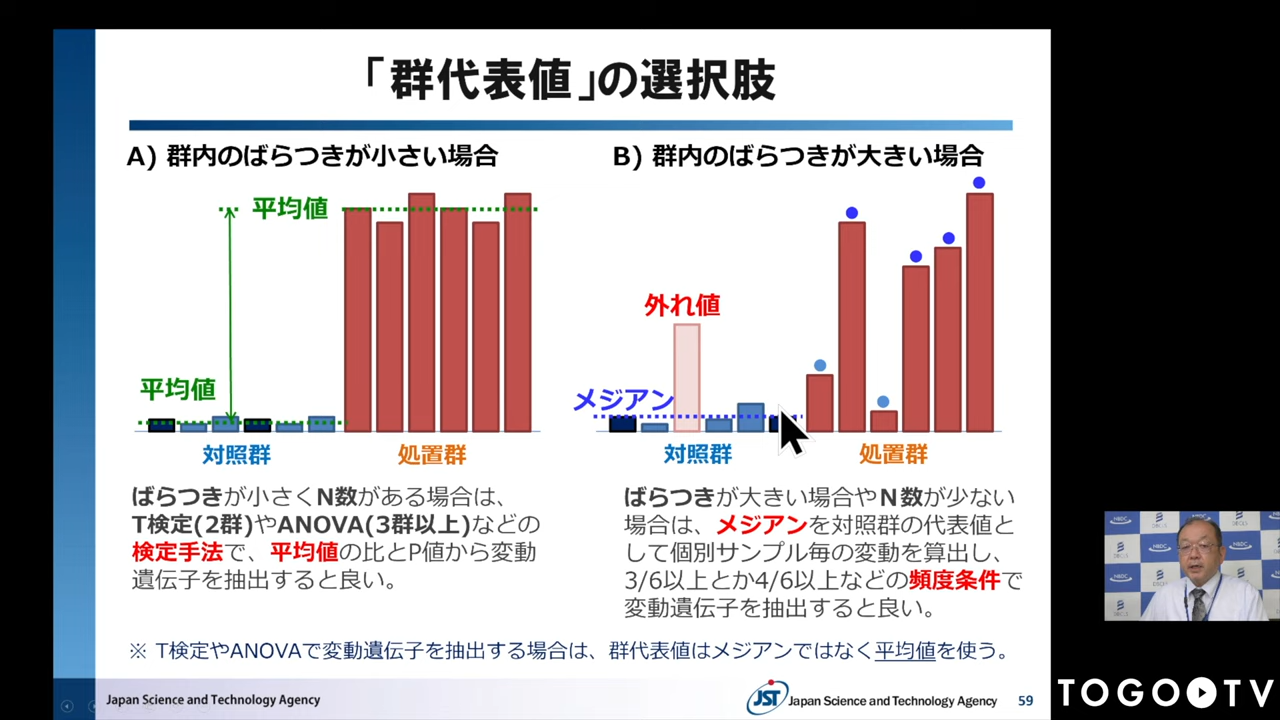 「群代表値」の選択肢
A) 群内のばらつきが小さい場合
平均値
平均値
対照群
処置群
ばらつきが小さくN数がある場合は、
T検定(2群)やANOVA(3群以上)などの
検定手法で、平均値の比とP値から変動
遺伝子を抽出すると良い。
B) 群内のばらつきが大きい場合
外れ値
メジアン
対照群
処置群
ばらつきが大きい場合やN数が少ない
場合は、メジアンを対照群の代表値と
して個別サンプル毎の変動を算出し、
3/6以上とか4/6以上などの頻度条件で
変動遺伝子を抽出すると良い。
※ T検定やANOVAで変動遺伝子を抽出する場合は、群代表値はメジアンではなく平均値を使う。
Japan Science and Technology Agency
JST Japan Science and Technology Agency
59
NBDC
DBCLS
TOGO TV